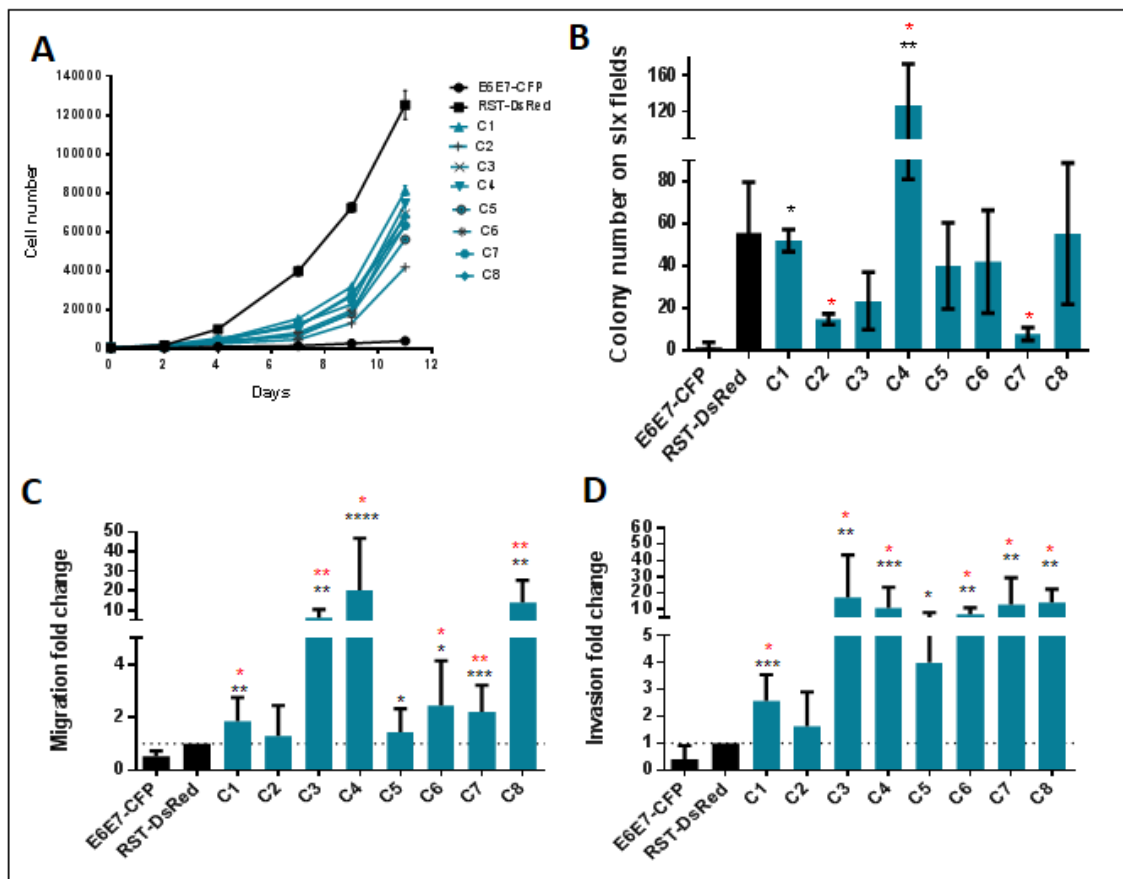 A
Cell number
140000
120000
100000
80000
60000
40000
20000
0
0 2 4 6 8 10 12
Days
E6E7-CFP
RST-DsRed
C1
C2
C3
C4
C5
C6
C7
C8
B
Colony number on six fields
160
120
80
60
40
20
0
*
**
*
*
*
E6E7-CFP
RST-DsRed
C1
C2
C3
C4
C5
C6
C7
C8
C
Migration fold change
50
40
30
20
10
4
2
0
*
**
**
**
*
****
*
*
*
**
***
**
**
E6E7-CFP
RST-DsRed
C1
C2
C3
C4
C5
C6
C7
C8
D
Invasion fold change
60
50
40
30
20
10
5
4
3
2
1
0
*
***
*
**
*
***
*
*
**
*
**
*
**
E6E7-CFP
RST-DsRed
C1
C2
C3
C4
C5
C6
C7
C8